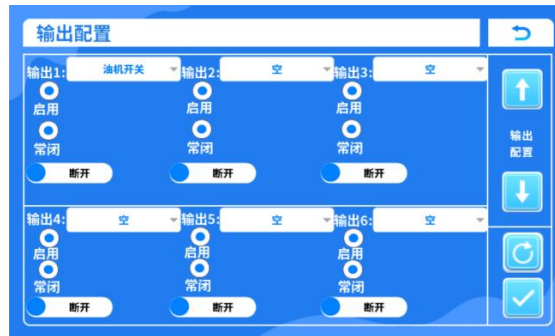 输出配置
输出1: 油机开关 输出2: 空 输出3: 空
启用 启用 启用
常闭 常闭 常闭
断开 断开 断开
输出
配置
输出4: 空 输出5: 空 输出6: 空
启用 启用 启用
常闭 常闭 常闭
断开 断开 断开